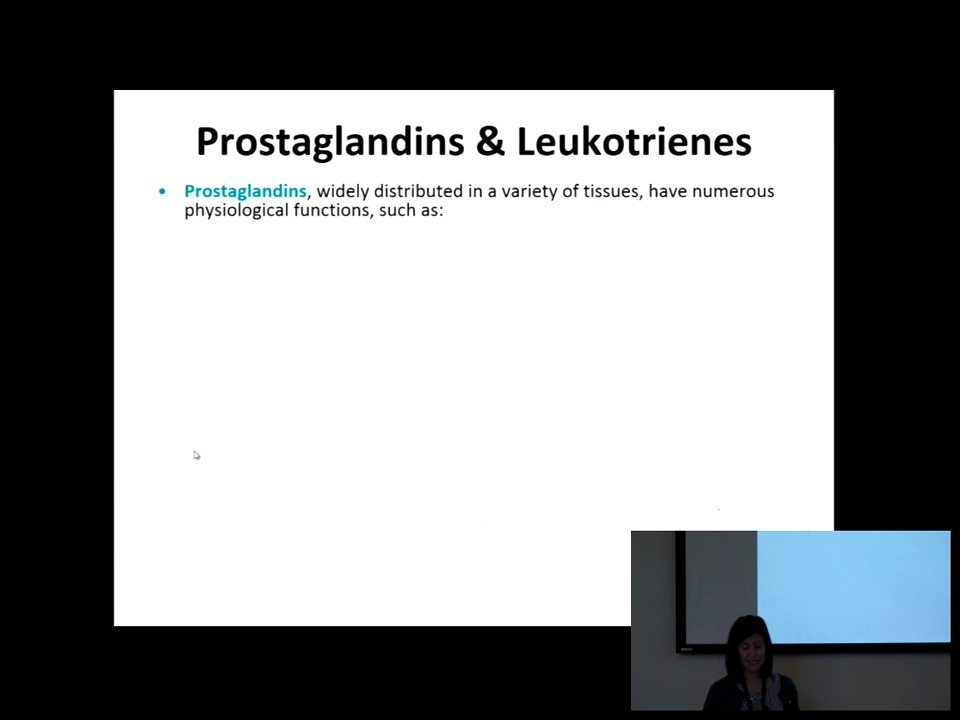 Prostaglandins & Leukotrienes
• Prostaglandins, widely distributed in a variety of tissues, have numerous
physiological functions, such as: